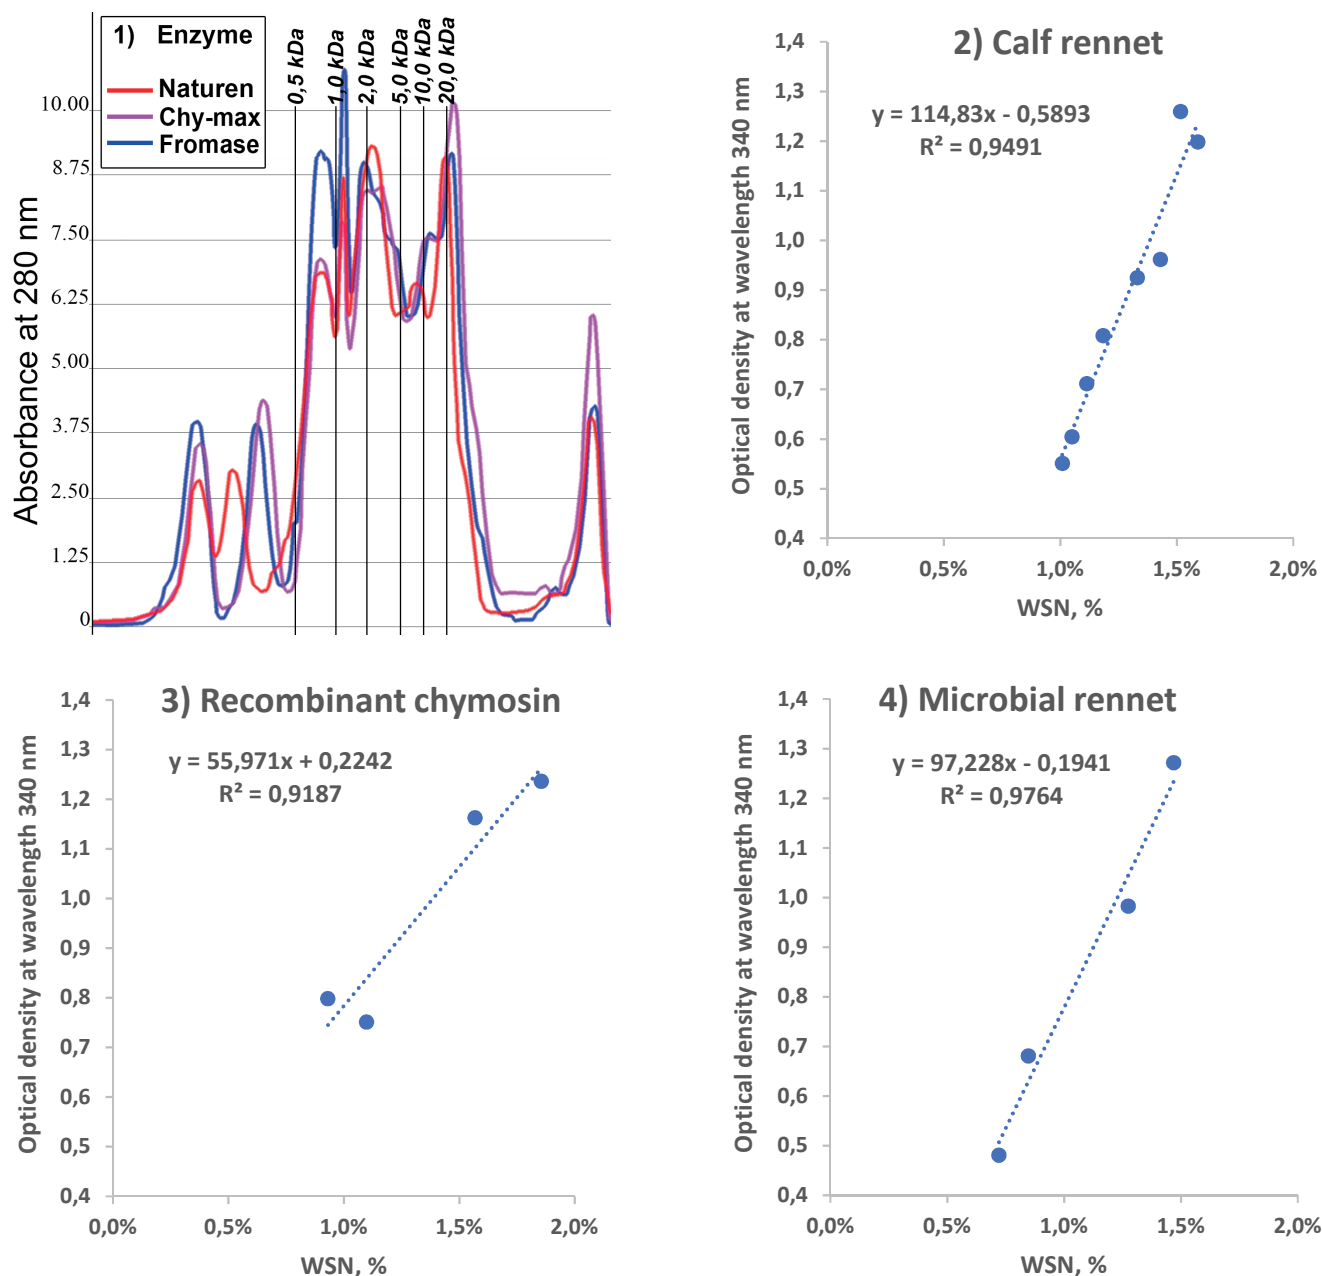 1) Enzyme
Naturen
Chy-max
Fromase
0,5 kDa
1,0 kDa
2,0 kDa
5,0 kDa
10,0 kDa
20,0 kDa
Absorbance at 280 nm
10.00
8.75
7.50
6.25
5.00
3.75
2.50
1.25
0
2) Calf rennet
y = 114,83x - 0,5893
R² = 0,9491
Optical density at wavelength 340 nm
1,4
1,3
1,2
1,1
1,0
0,9
0,8
0,7
0,6
0,5
0,4
0,0% 0,5% 1,0% 1,5% 2,0%
WSN, %
3) Recombinant chymosin
y = 55,971x + 0,2242
R² = 0,9187
Optical density at wavelength 340 nm
1,4
1,3
1,2
1,1
1,0
0,9
0,8
0,7
0,6
0,5
0,4
0,0% 0,5% 1,0% 1,5% 2,0%
WSN, %
4) Microbial rennet
y = 97,228x - 0,1941
R² = 0,9764
Optical density at wavelength 340 nm
1,4
1,3
1,2
1,1
1,0
0,9
0,8
0,7
0,6
0,5
0,4
0,0% 0,5% 1,0% 1,5% 2,0%
WSN, %